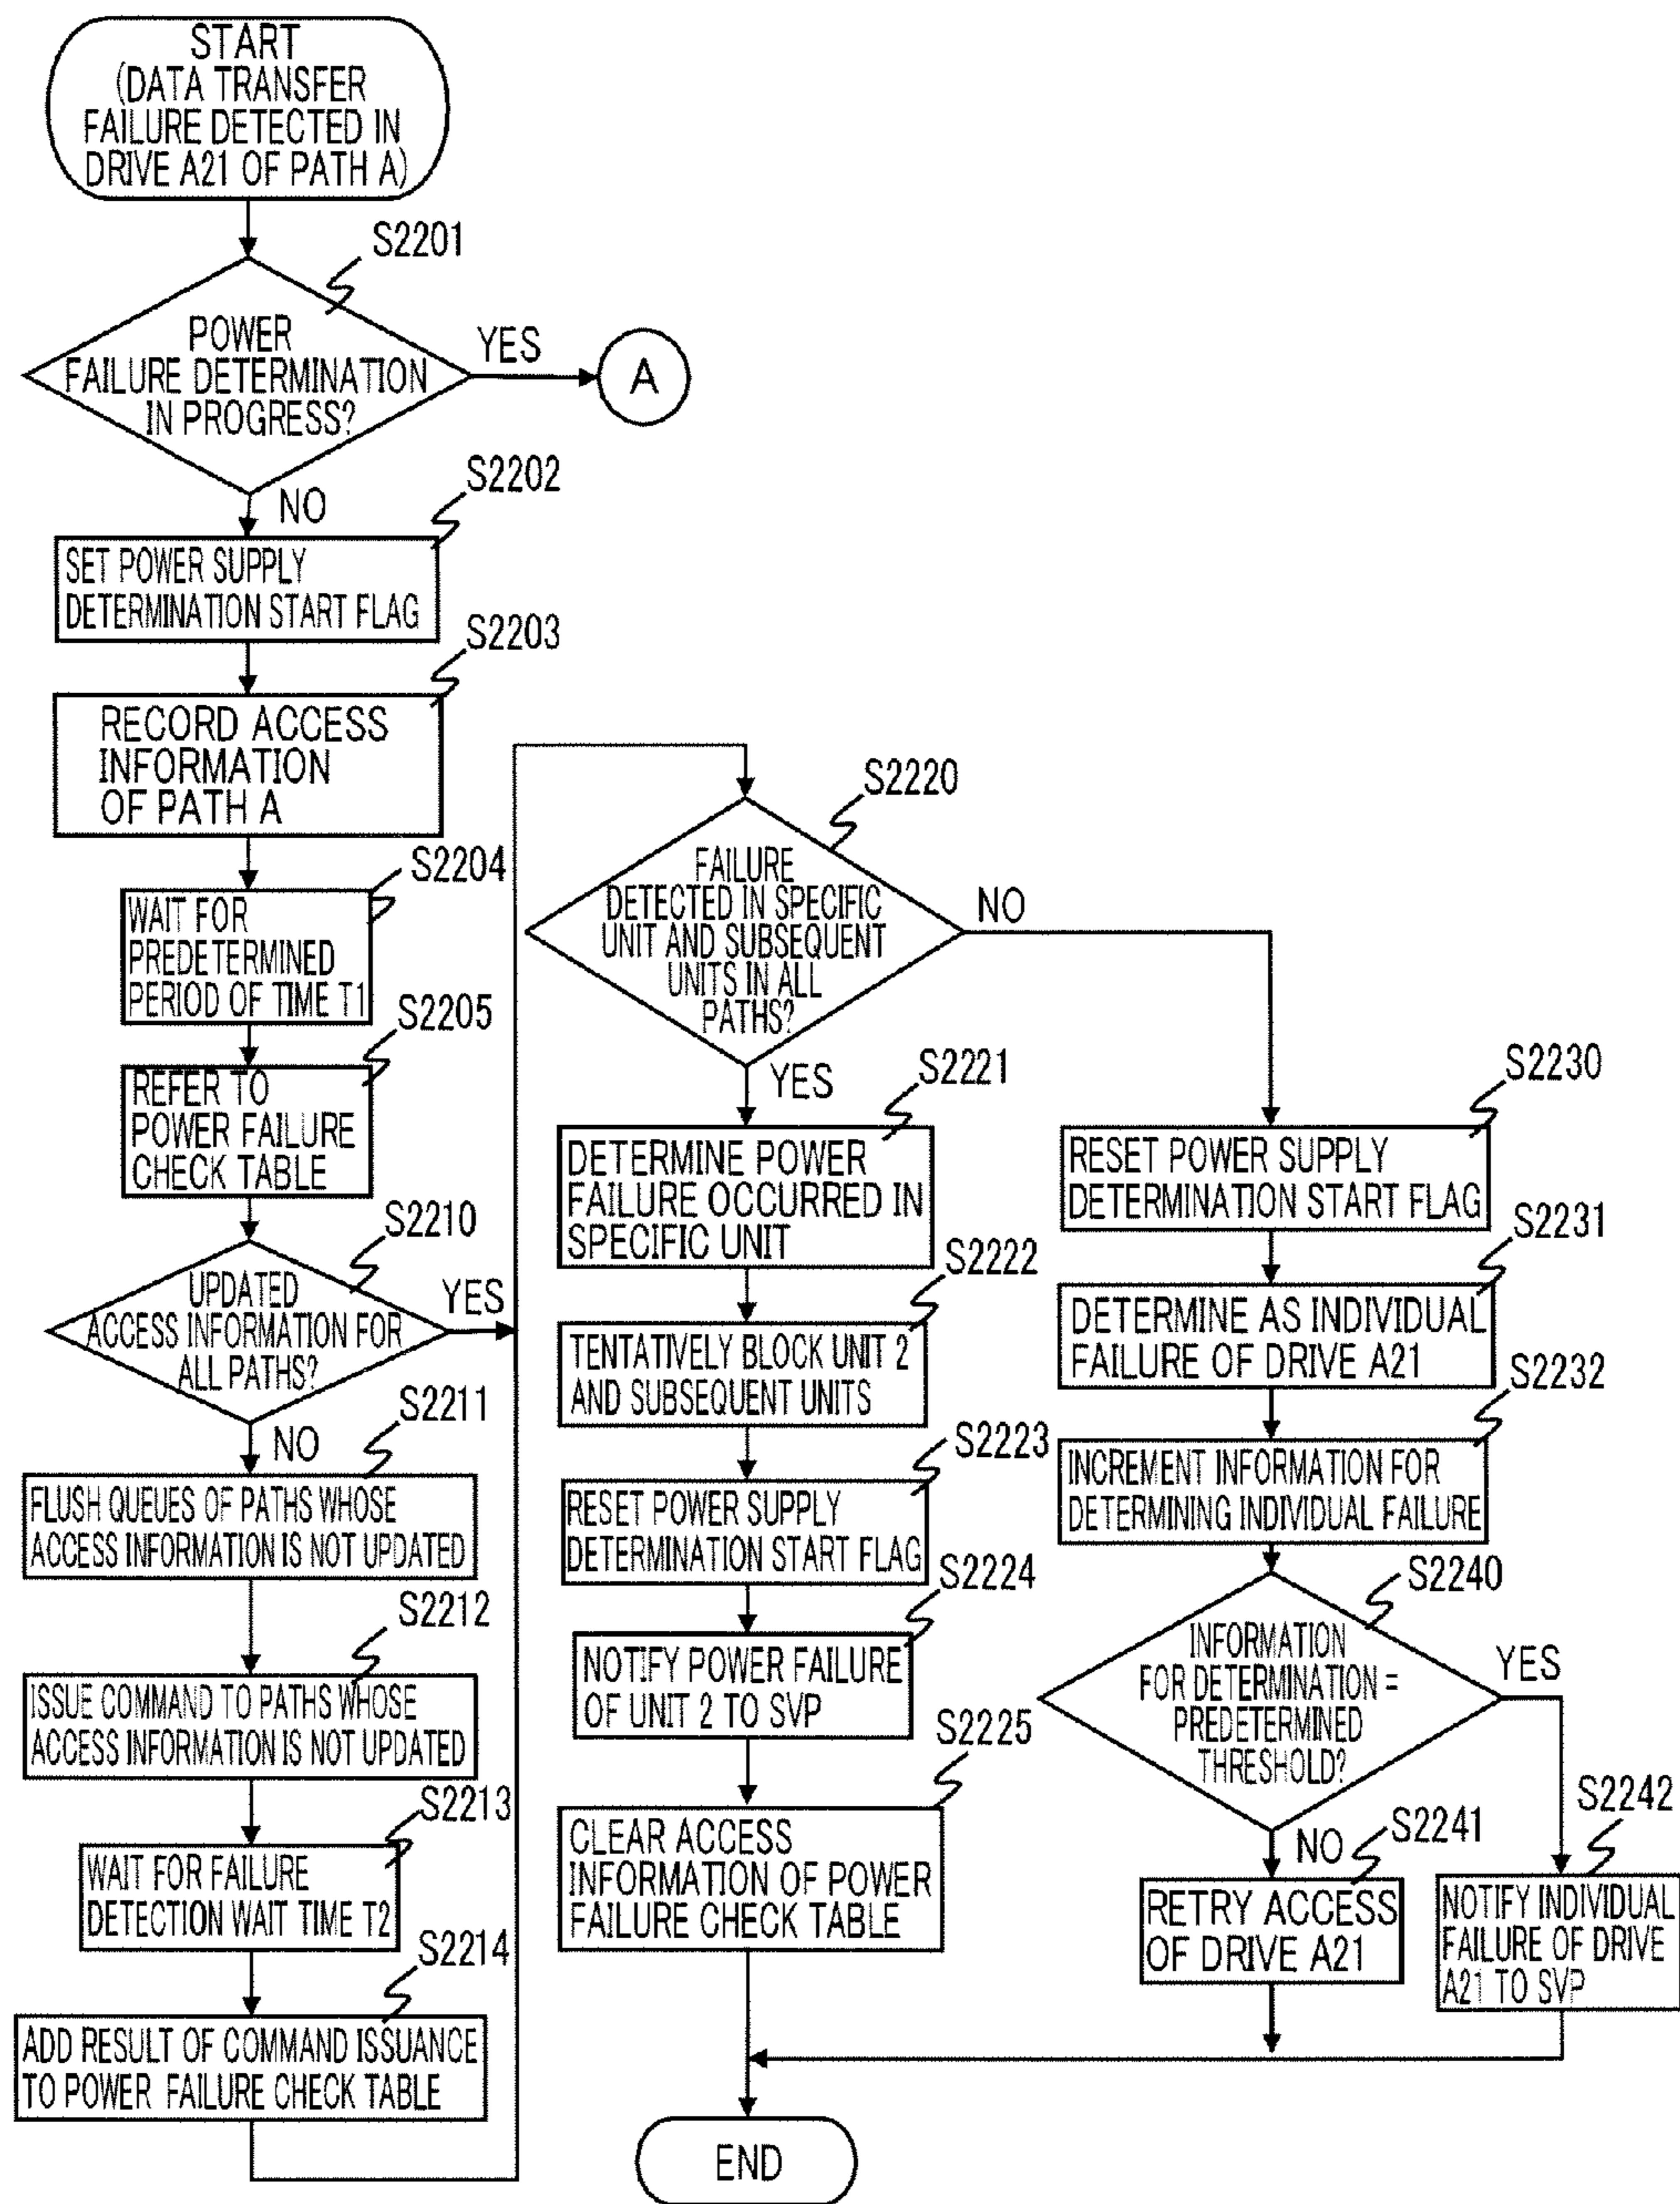 START
(DATA TRANSFER
FAILURE DETECTED IN
DRIVE A21 OF PATH A)
S2201
POWER
FAILURE DETERMINATION
IN PROGRESS?
YES
A
NO
S2202
SET POWER SUPPLY
DETERMINATION START FLAG
S2203
RECORD ACCESS
INFORMATION
OF PATH A
S2204
WAIT FOR
PREDETERMINED
PERIOD OF TIME T1
S2205
REFER TO
POWER FAILURE
CHECK TABLE
S2210
UPDATED
ACCESS INFORMATION FOR
ALL PATHS?
YES
NO
S2211
FLUSH QUEUES OF PATHS WHOSE
ACCESS INFORMATION IS NOT UPDATED
S2212
ISSUE COMMAND TO PATHS WHOSE
ACCESS INFORMATION IS NOT UPDATED
S2213
WAIT FOR FAILURE
DETECTION WAIT TIME T2
S2214
ADD RESULT OF COMMAND ISSUANCE
TO POWER FAILURE CHECK TABLE
S2220
FAILURE
DETECTED IN SPECIFIC
UNIT AND SUBSEQUENT
UNITS IN ALL
PATHS?
NO
YES
S2221
DETERMINE POWER
FAILURE OCCURRED IN
SPECIFIC UNIT
S2222
TENTATIVELY BLOCK UNIT 2
AND SUBSEQUENT UNITS
S2223
RESET POWER SUPPLY
DETERMINATION START FLAG
S2224
NOTIFY POWER FAILURE
OF UNIT 2 TO SVP
S2225
CLEAR ACCESS
INFORMATION OF POWER
FAILURE CHECK TABLE
S2230
RESET POWER SUPPLY
DETERMINATION START FLAG
S2231
DETERMINE AS INDIVIDUAL
FAILURE OF DRIVE A21
S2232
INCREMENT INFORMATION FOR
DETERMINING INDIVIDUAL FAILURE
S2240
INFORMATION
FOR DETERMINATION =
PREDETERMINED
THRESHOLD?
YES
NO
S2241
RETRY ACCESS
OF DRIVE A21
S2242
NOTIFY INDIVIDUAL
FAILURE OF DRIVE
A21 TO SVP
END